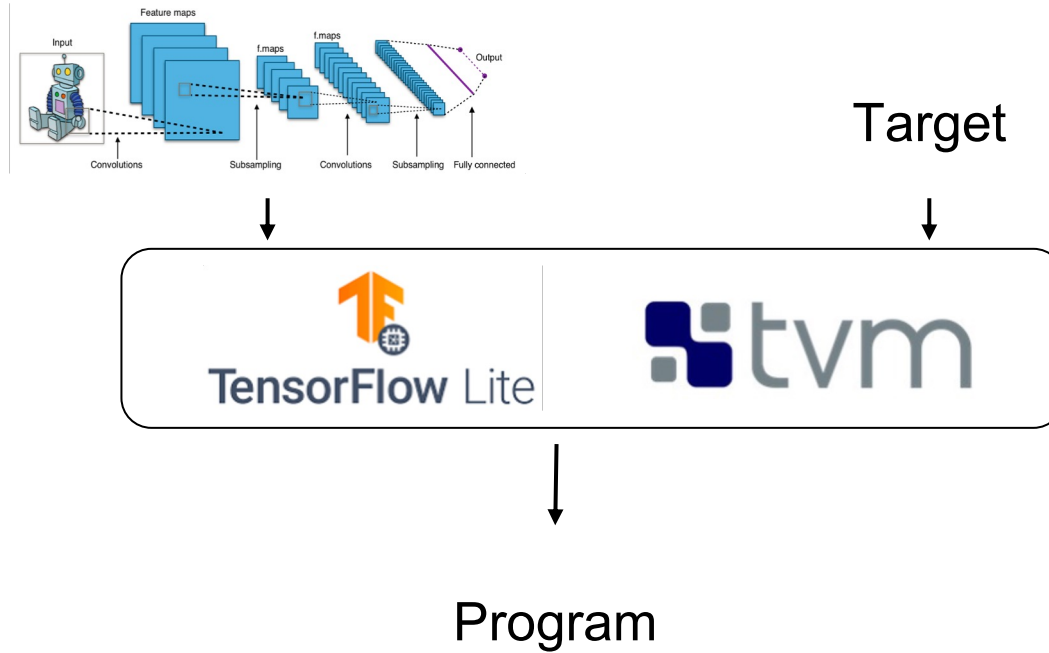 Feature maps
Input
f.maps
f.maps
Output
Convolutions
Subsampling
Convolutions
Subsampling
Fully connected
Target
TensorFlow Lite
tvm
Program